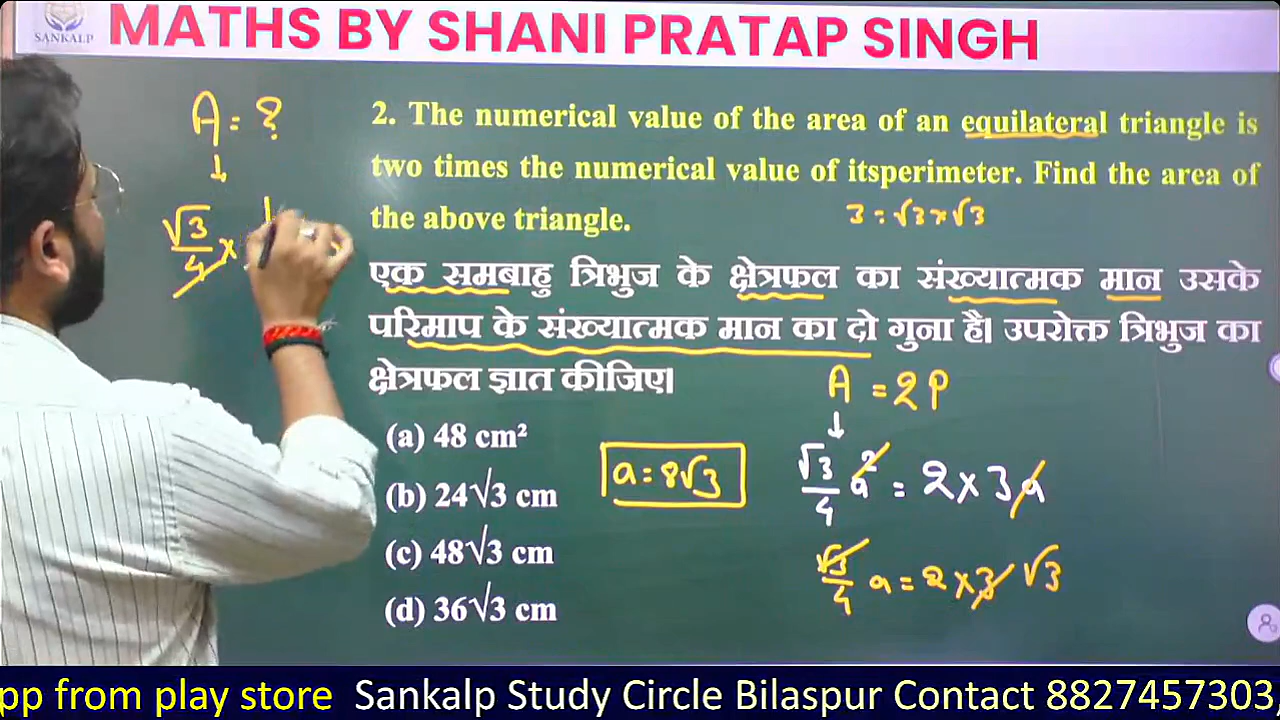 SANKALP
MATHS BY SHANI PRATAP SINGH
A = ?
√3/4 ×
2. The numerical value of the area of an equilateral triangle is
two times the numerical value of itsperimeter. Find the area of
the above triangle.
3 = √3 × √3
एक समबाहु त्रिभुज के क्षेत्रफल का संख्यात्मक मान उसके
परिमाप के संख्यात्मक मान का दो गुना है। उपरोक्त त्रिभुज का
क्षेत्रफल ज्ञात कीजिए।
(a) 48 cm²
(b) 24√3 cm
(c) 48√3 cm
(d) 36√3 cm
a = 8√3
A = 2P
√3/4 a² = 2 × 3a
√3/4 a = 2 × 3 √3
pp from play store Sankalp Study Circle Bilaspur Contact 8827457303,